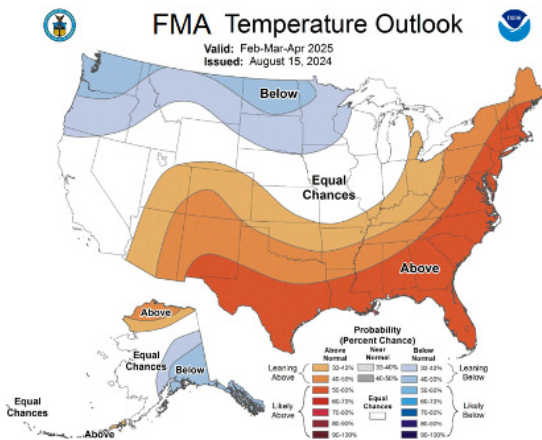 FMA Temperature Outlook
Valid: Feb-Mar-Apr 2025
Issued: August 15, 2024
noaa
Below
Equal
Chances
Above
Above
Equal
Chances
Below
Equal
Chances
Above
Probability
(Percent Chance)
Above
Normal
Near
Normal
Below
Normal
Leaning
Above
33-40%
40-50%
33-40%
40-50%
33-40%
40-50%
Leaning
Below
Likely
Above
50-60%
60-70%
70-80%
80-90%
90-100%
Equal
Chances
50-60%
60-70%
70-80%
80-90%
90-100%
Likely
Below